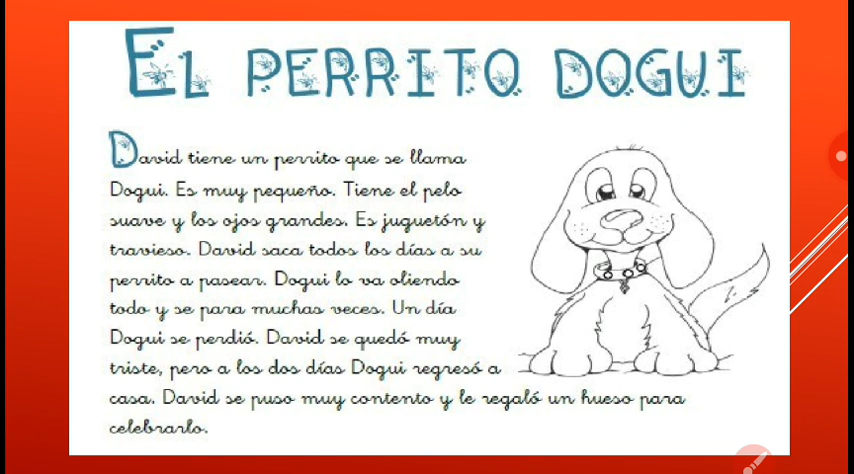 El perrito Dogui
David tiene un perrito que se llama
Dogui. Es muy pequeño. Tiene el pelo
suave y los ojos grandes. Es juguetón y
travieso. David saca todos los días a su
perrito a pasear. Dogui lo va oliendo
todo y se para muchas veces. Un día
Dogui se perdió. David se quedó muy
triste, pero a los dos días Dogui regresó a
casa. David se puso muy contento y le regaló un hueso para
celebrarlo.